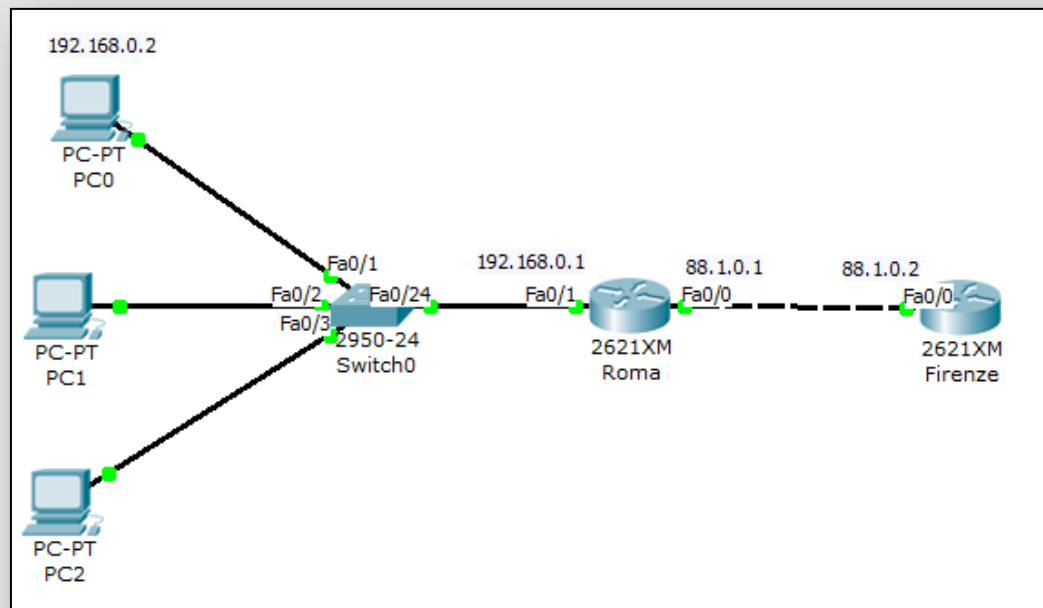 192.168.0.2
PC-PT
PC0
Fa0/1
192.168.0.1
88.1.0.1
88.1.0.2
Fa0/2
Fa0/24
Fa0/1
Fa0/0
Fa0/0
Fa0/3
PC-PT
PC1
2950-24
Switch0
2621XM
Roma
2621XM
Firenze
PC-PT
PC2